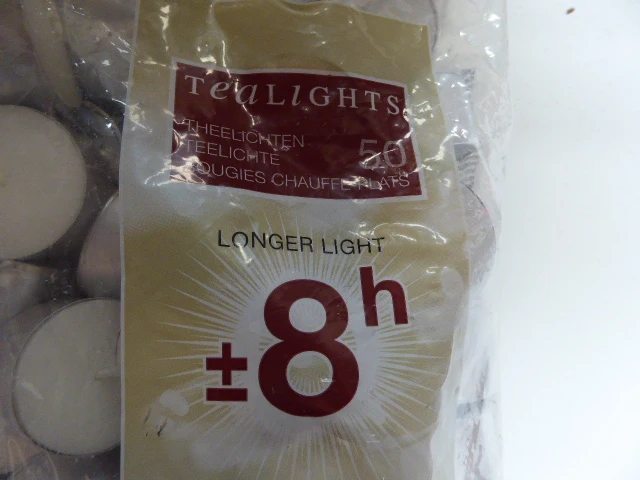 TeaLiGHTS
THEELICHTEN
TEELICHTE
BOUGIES CHAUFFE-PLATS
50
LONGER LIGHT
±8h